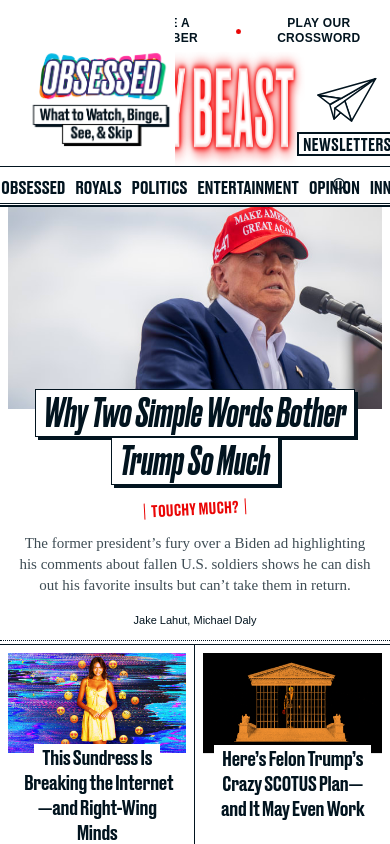 E A
BER
PLAY OUR
CROSSWORD
OBSESSED
What to Watch, Binge,
See, & Skip
Y BEAST
NEWSLETTERS
OBSESSED ROYALS POLITICS ENTERTAINMENT OPINION INN
MAKE AMERICA
GREAT AGAIN
45-47
Why Two Simple Words Bother
Trump So Much
TOUCHY MUCH?
The former president’s fury over a Biden ad highlighting
his comments about fallen U.S. soldiers shows he can dish
out his favorite insults but can’t take them in return.
Jake Lahut, Michael Daly
This Sundress Is
Breaking the Internet
—and Right-Wing
Minds
Here’s Felon Trump’s
Crazy SCOTUS Plan—
and It May Even Work